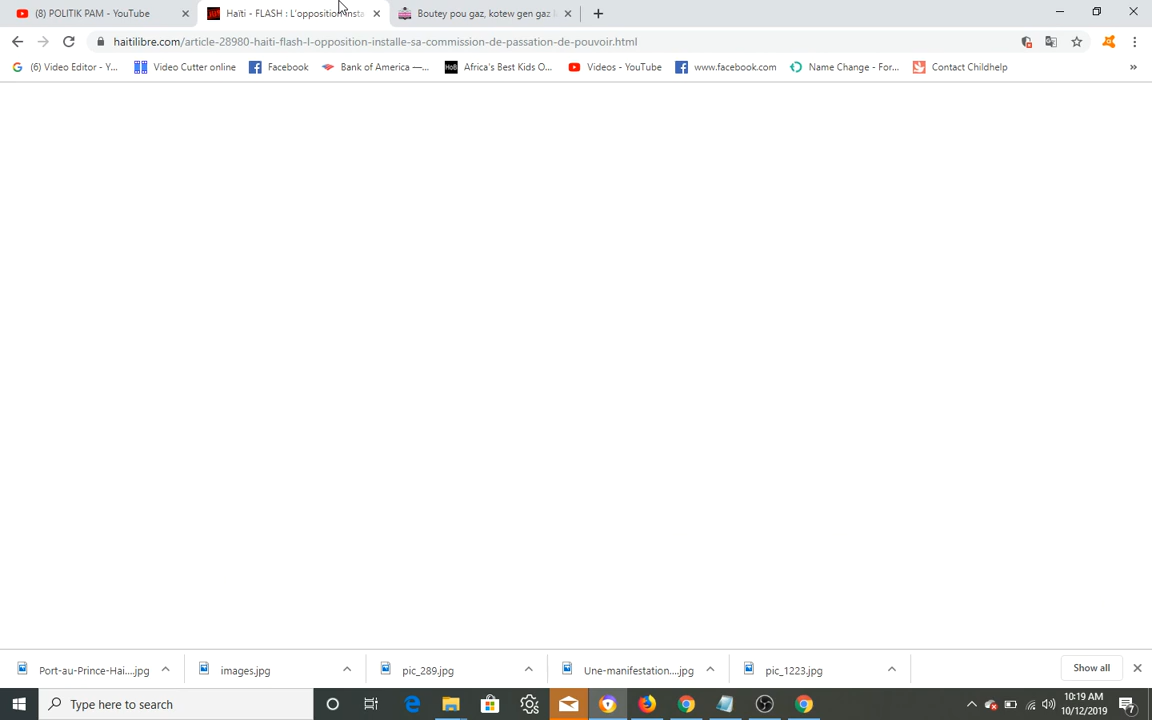 (8) POLITIK PAM - YouTube
Haïti - FLASH : L'opposition insta
Boutey pou gaz, kotew gen gaz k
haitilibre.com/article-28980-haiti-flash-l-opposition-installe-sa-commission-de-passation-de-pouvoir.html
(6) Video Editor - Y...
Video Cutter online
Facebook
Bank of America —...
HoB
Africa's Best Kids O...
Videos - YouTube
www.facebook.com
Name Change - For...
Contact Childhelp
»
Port-au-Prince-Hai....jpg
images.jpg
pic_289.jpg
Une-manifestation....jpg
pic_1223.jpg
Show all
Type here to search
10:19 AM
10/12/2019
7